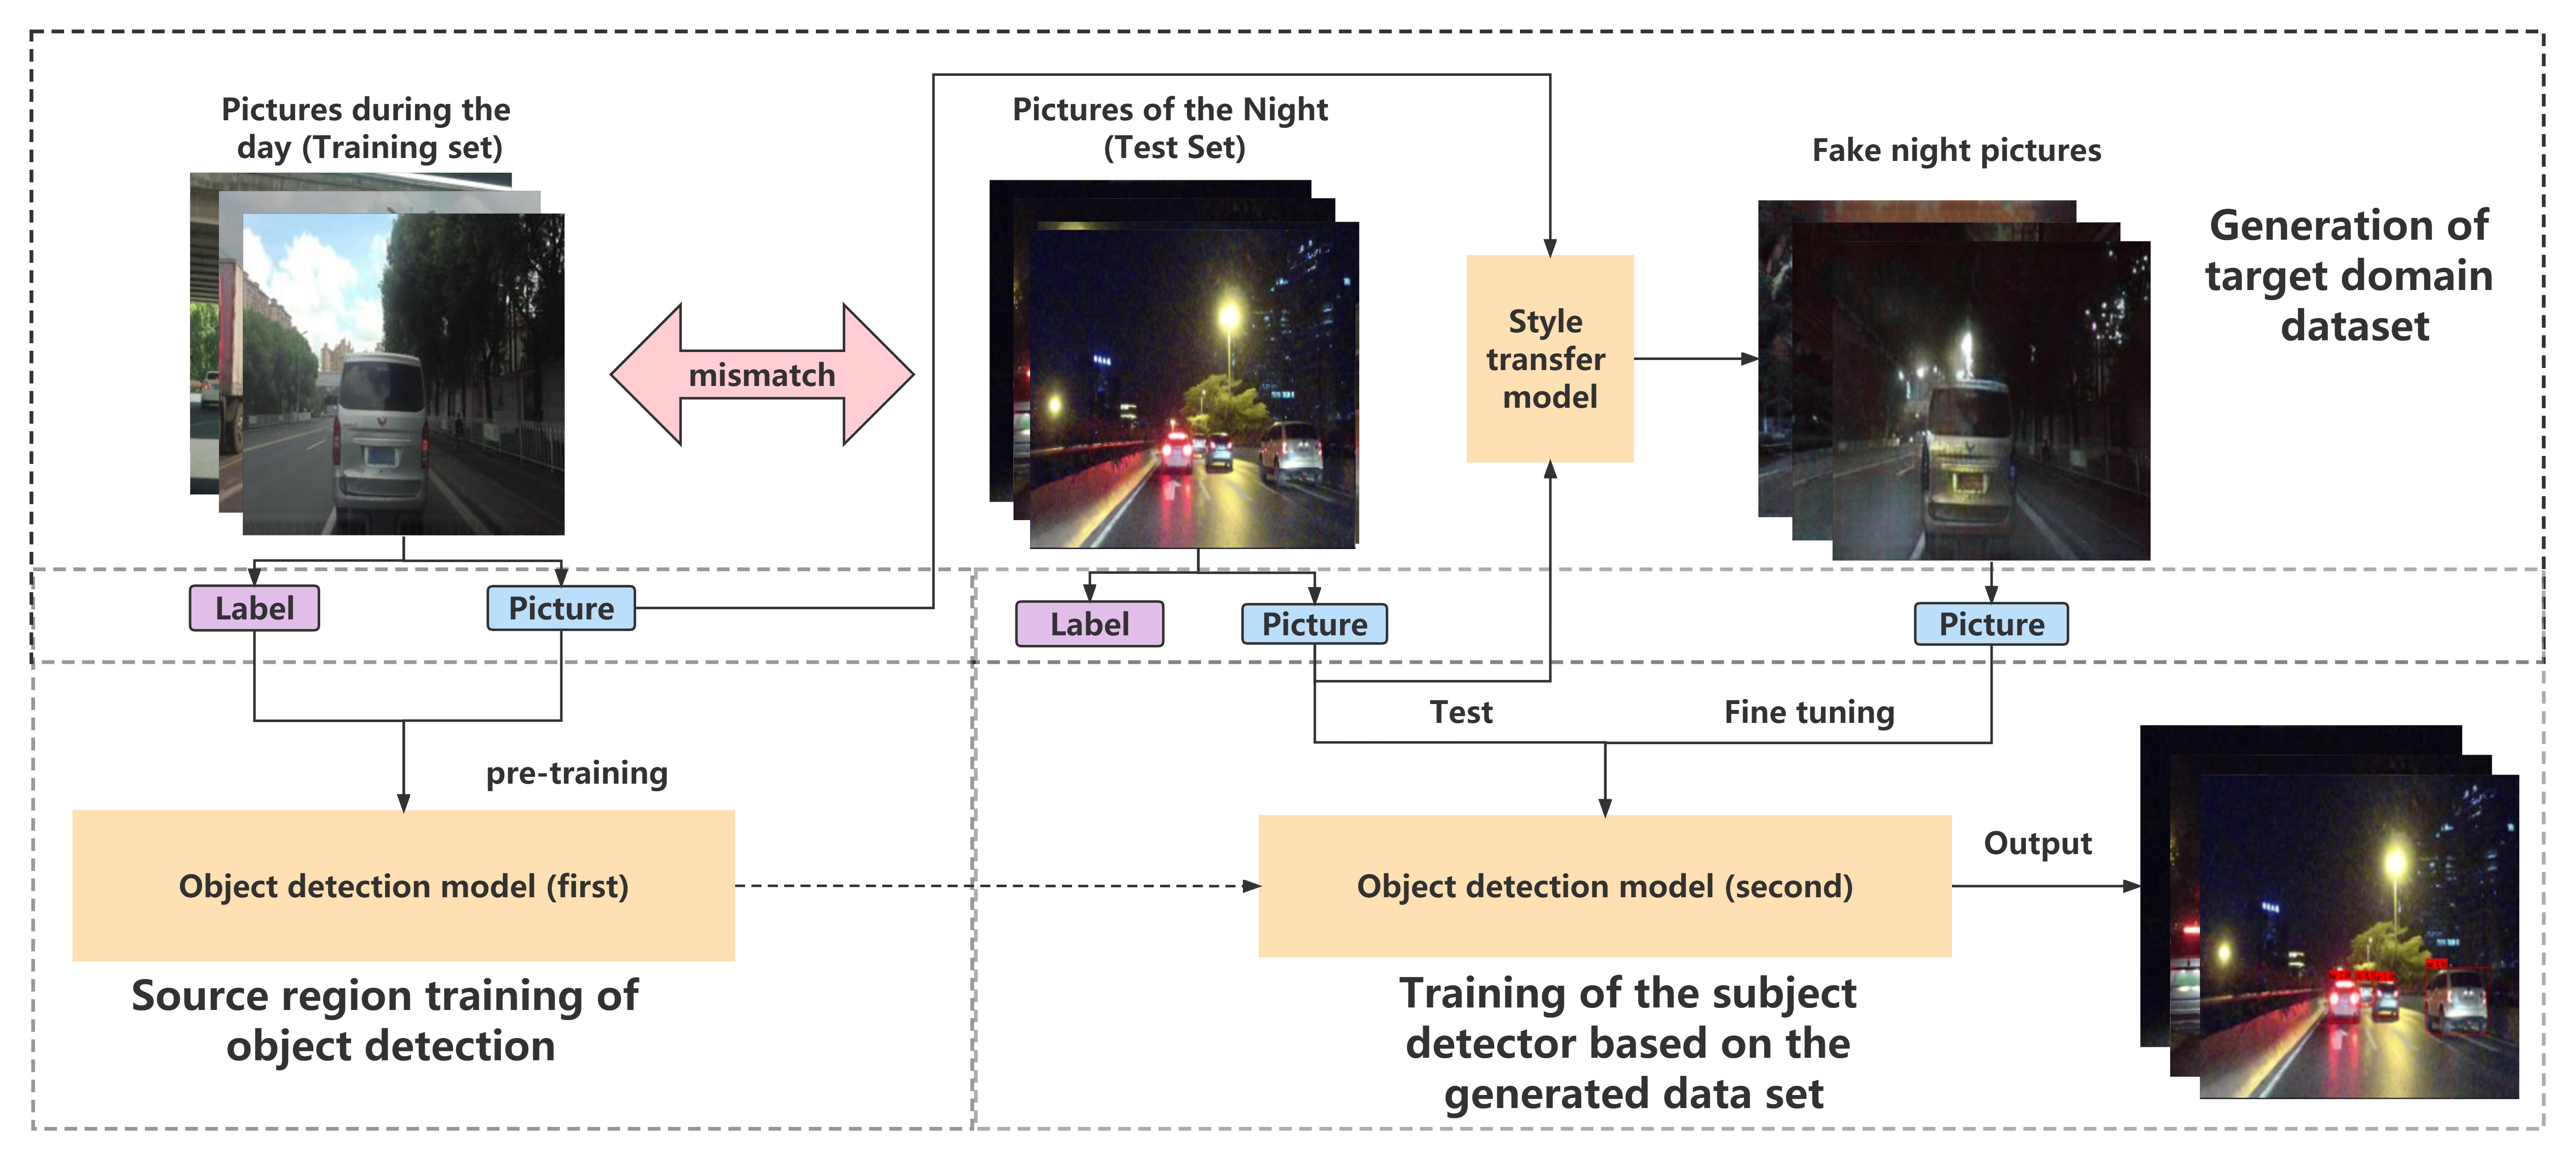 Pictures during the
day (Training set)
Pictures of the Night
(Test Set)
Fake night pictures
Generation of
target domain
dataset
mismatch
Style
transfer
model
Label
Picture
Label
Picture
Picture
Test
Fine tuning
pre-training
Object detection model (first)
Object detection model (second)
Output
Source region training of
object detection
Training of the subject
detector based on the
generated data set